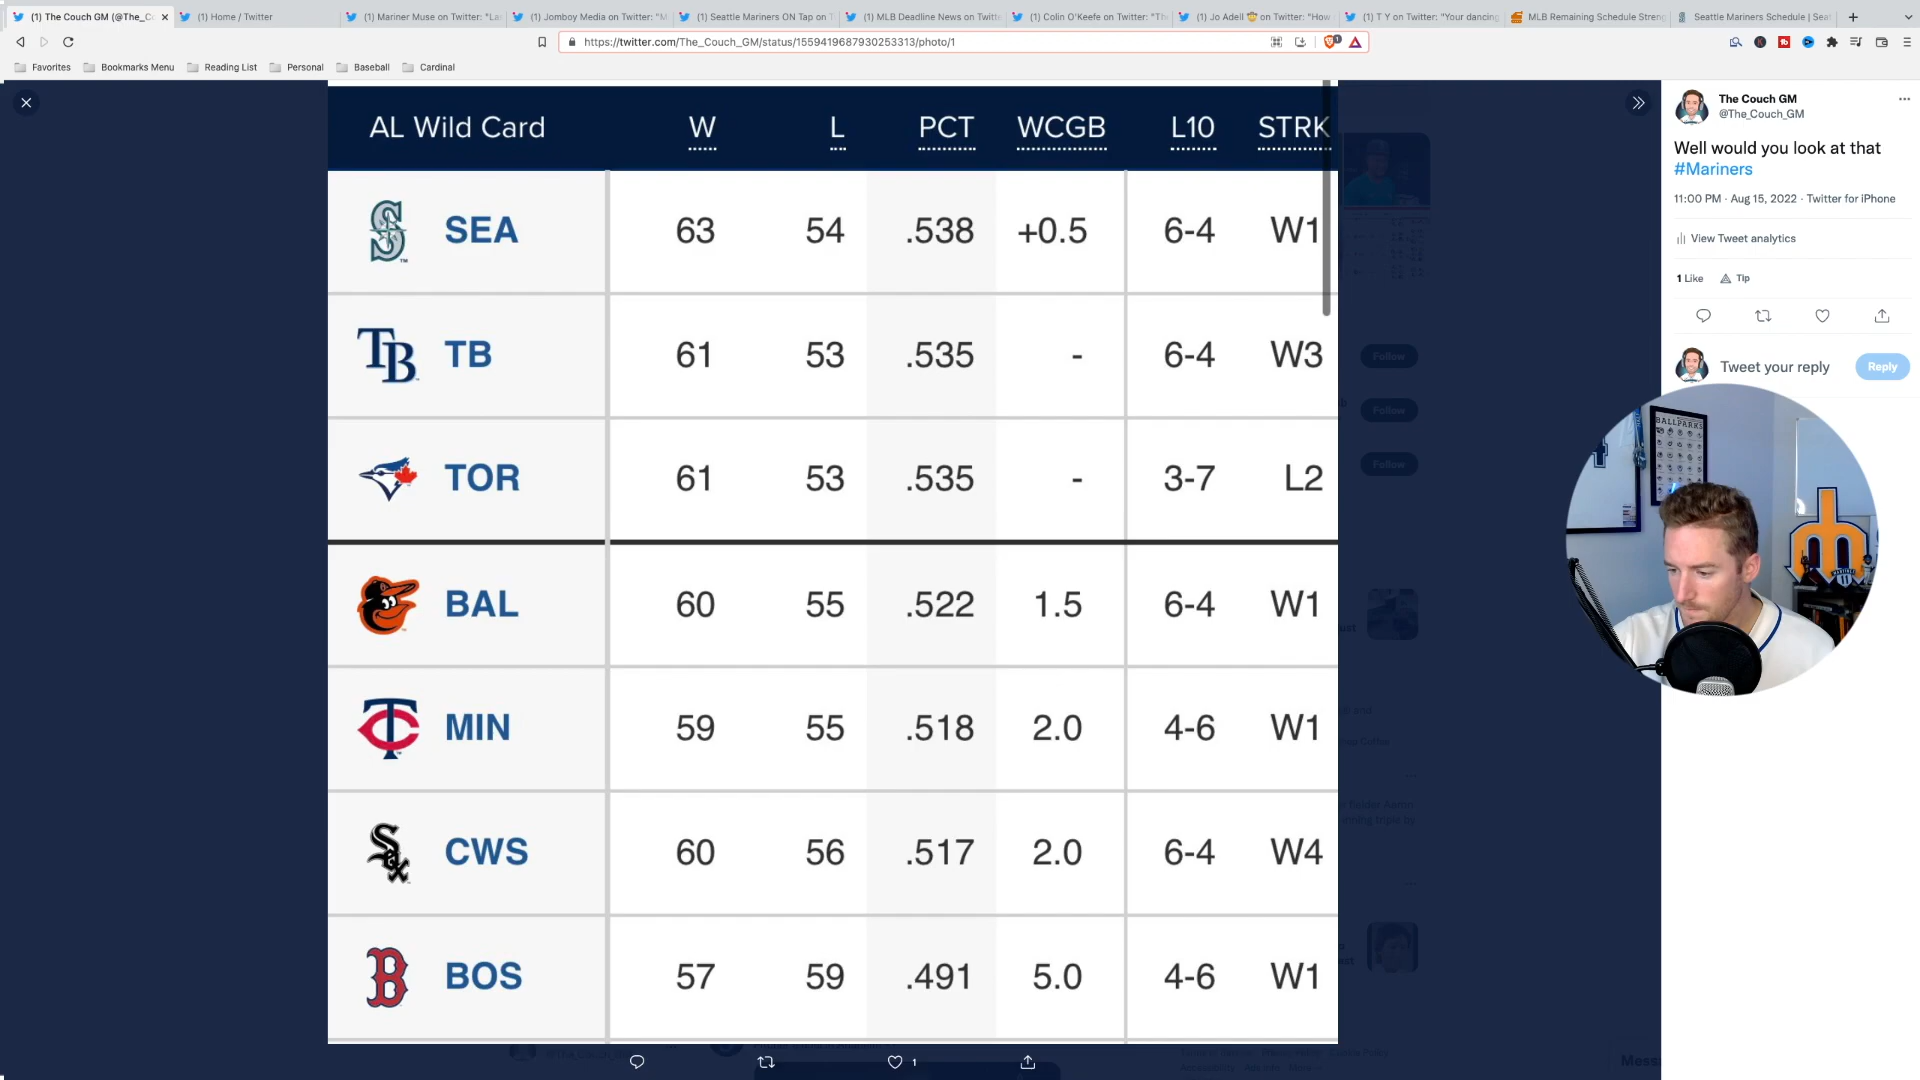 (1) The Couch GM (@The_C
(1) Home / Twitter
(1) Mariner Muse on Twitter: "Las
(1) Jomboy Media on Twitter: "M
(1) Seattle Mariners ON Tap on T
(1) MLB Deadline News on Twitte
(1) Colin O'Keefe on Twitter: "Th
(1) Jo Adell 🤠 on Twitter: "How
(1) T Y on Twitter: "Your dancing
MLB Remaining Schedule Streng
Seattle Mariners Schedule | Sea
https://twitter.com/The_Couch_GM/status/1559419687930253313/photo/1
Favorites Bookmarks Menu Reading List Personal Baseball Cardinal
AL Wild Card W L PCT WCGB L10 STRK
SEA 63 54 .538 +0.5 6-4 W1
TB 61 53 .535 - 6-4 W3
TOR 61 53 .535 - 3-7 L2
BAL 60 55 .522 1.5 6-4 W1
MIN 59 55 .518 2.0 4-6 W1
CWS 60 56 .517 2.0 6-4 W4
BOS 57 59 .491 5.0 4-6 W1
1
The Couch GM
@The_Couch_GM
Well would you look at that
#Mariners
11:00 PM · Aug 15, 2022 · Twitter for iPhone
View Tweet analytics
1 Like Tip
Tweet your reply
Reply
Follow
Follow
Follow
BALLPARKS